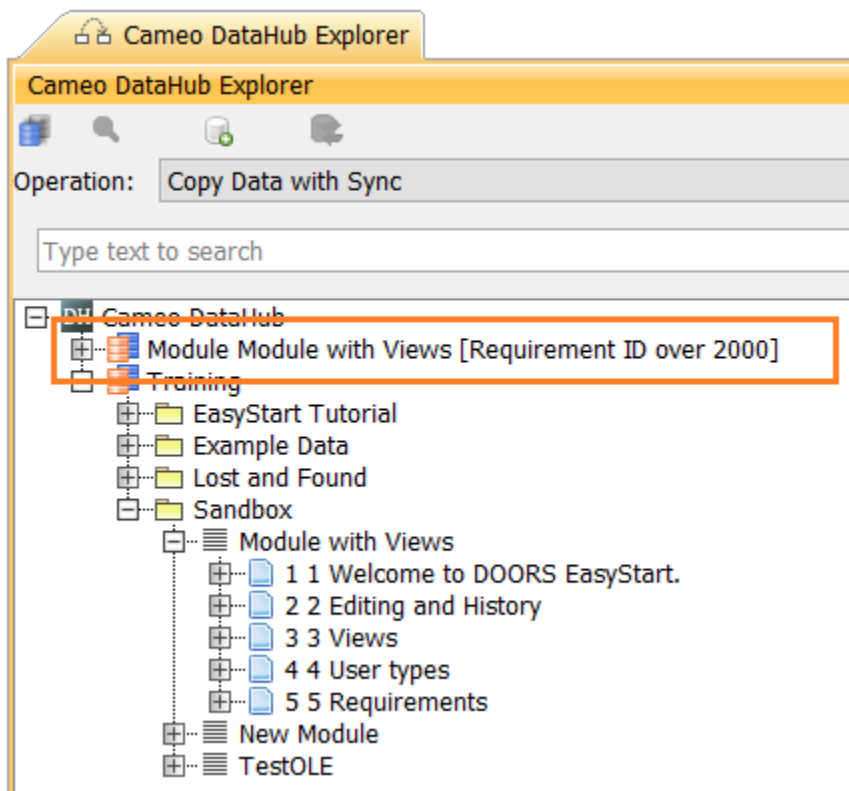 Cameo DataHub Explorer
Cameo DataHub Explorer
Operation: Copy Data with Sync
Type text to search
DH Cameo DataHub
Module Module with Views [Requirement ID over 2000]
Training
EasyStart Tutorial
Example Data
Lost and Found
Sandbox
Module with Views
1 1 Welcome to DOORS EasyStart.
2 2 Editing and History
3 3 Views
4 4 User types
5 5 Requirements
New Module
TestOLE